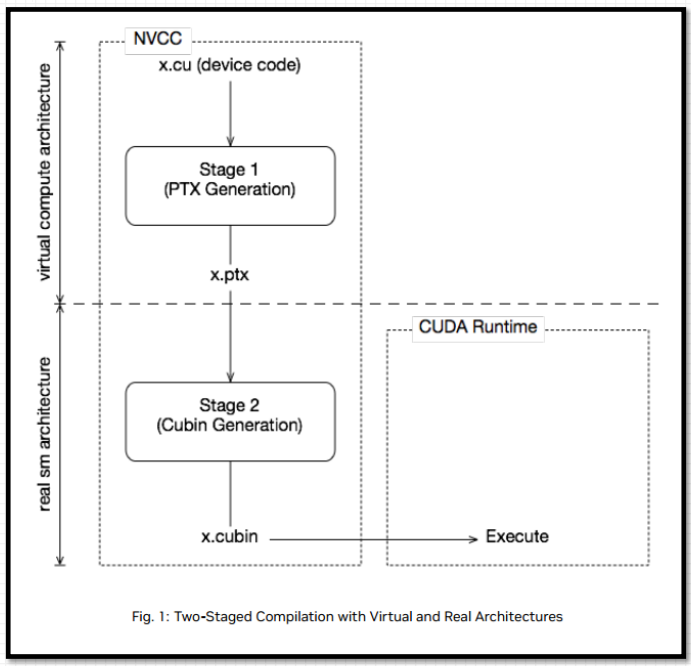 NVCC
x.cu (device code)
virtual compute architecture
Stage 1
(PTX Generation)
x.ptx
CUDA Runtime
real sm architecture
Stage 2
(Cubin Generation)
x.cubin
Execute
Fig. 1: Two-Staged Compilation with Virtual and Real Architectures